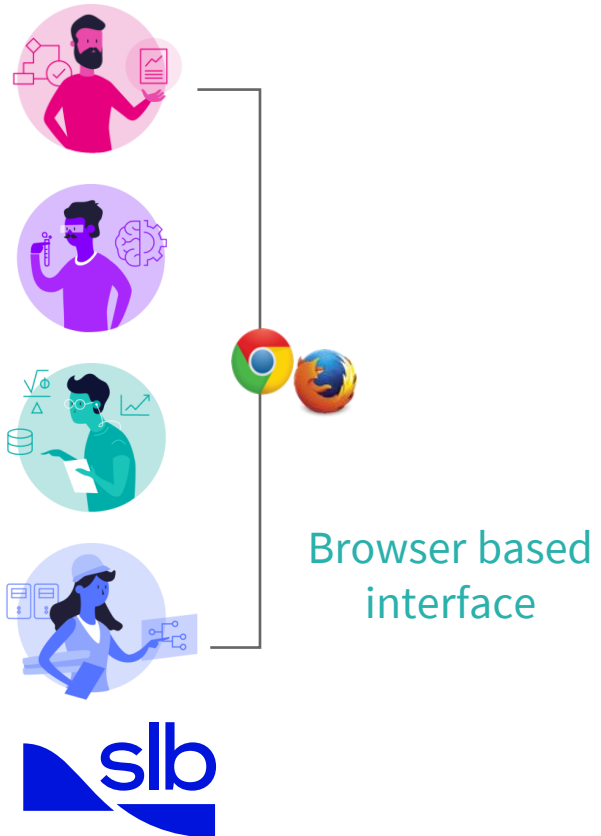 √Φ
Δ
Browser based
interface
slb